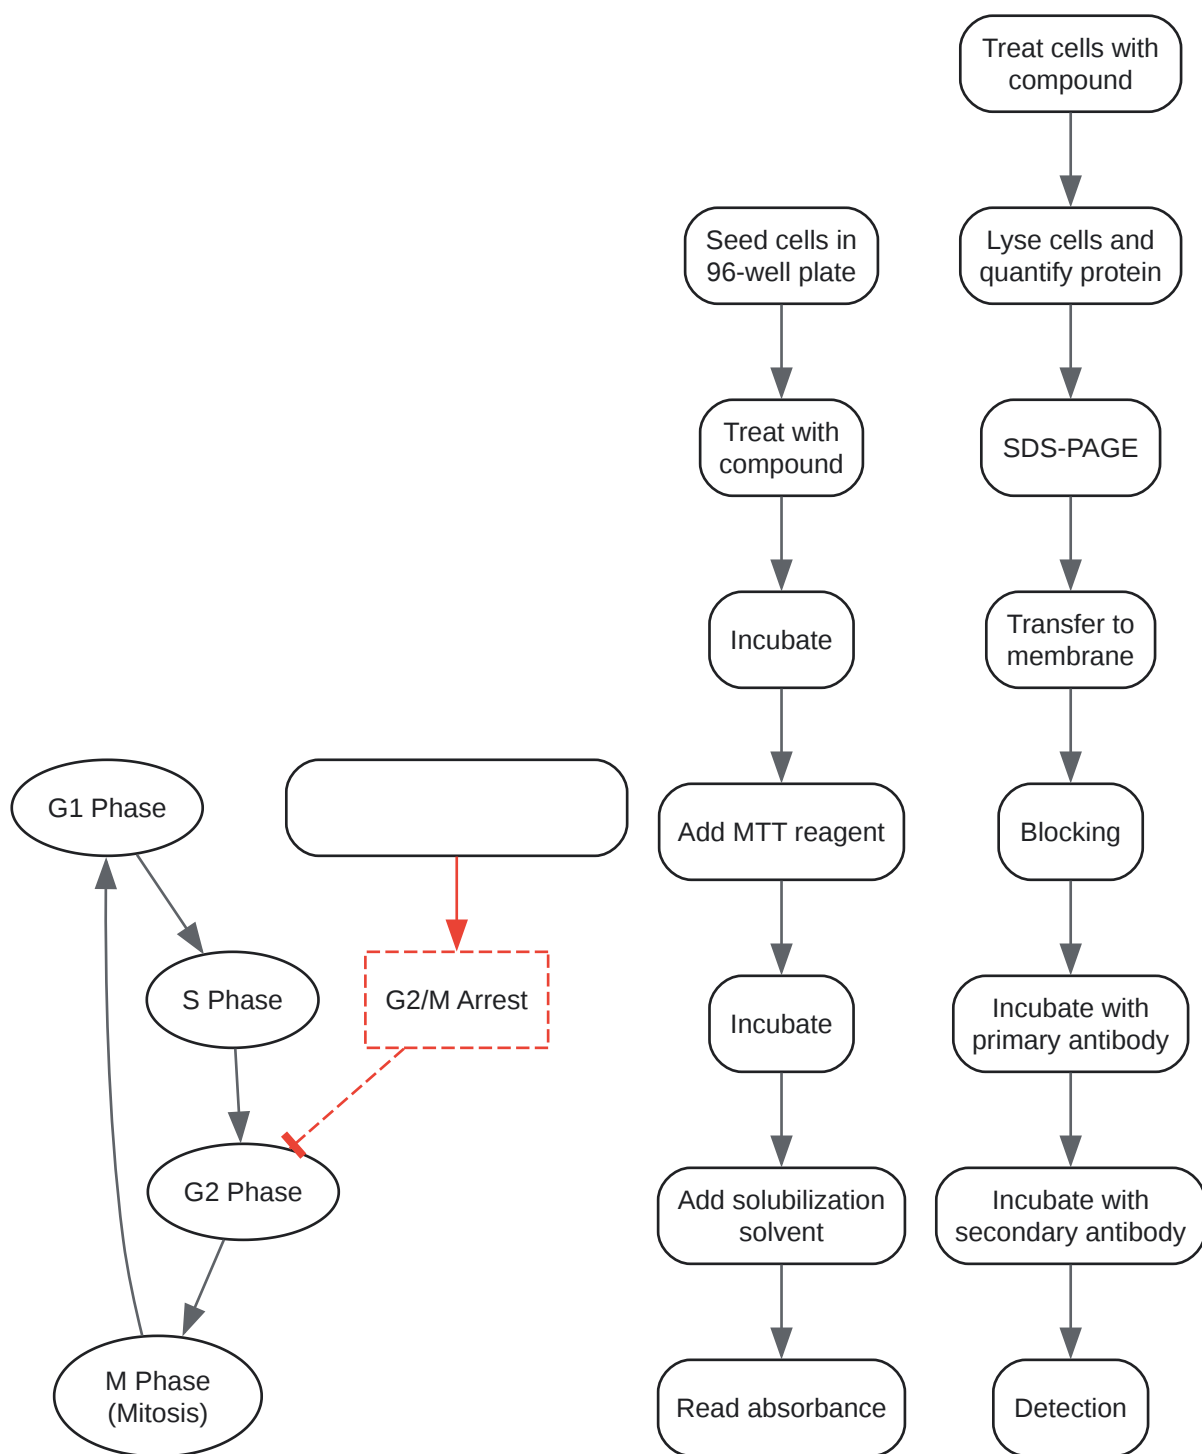 G1 Phase
S Phase
G2 Phase
M Phase
(Mitosis)
G2/M Arrest
Seed cells in
96-well plate
Treat with
compound
Incubate
Add MTT reagent
Incubate
Add solubilization
solvent
Read absorbance
Treat cells with
compound
Lyse cells and
quantify protein
SDS-PAGE
Transfer to
membrane
Blocking
Incubate with
primary antibody
Incubate with
secondary antibody
Detection